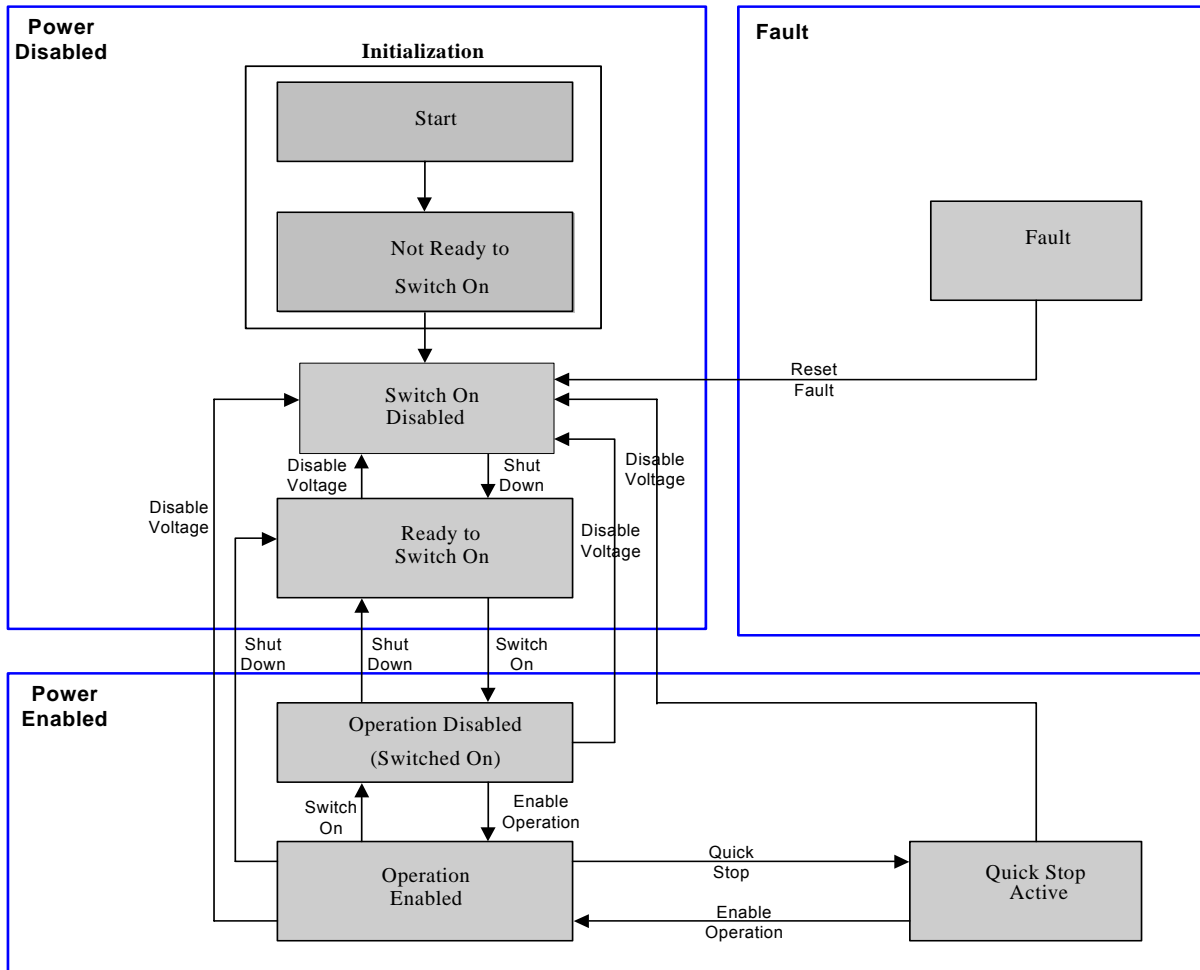 Power
Disabled
Initialization
Start
Not Ready to
Switch On
Fault
Fault
Reset
Fault
Switch On
Disabled
Disable
Voltage
Shut
Down
Disable
Voltage
Disable
Voltage
Ready to
Switch On
Disable
Voltage
Shut
Down
Shut
Down
Switch
On
Power
Enabled
Operation Disabled
(Switched On)
Switch
On
Enable
Operation
Operation
Enabled
Quick
Stop
Enable
Operation
Quick Stop
Active